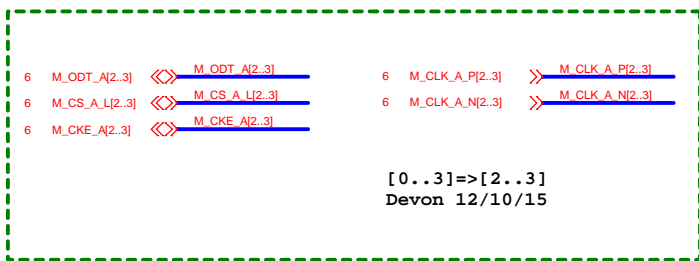 6 M_ODT_A[2..3] M_ODT_A[2..3]
6 M_CS_A_L[2..3] M_CS_A_L[2..3]
6 M_CKE_A[2..3] M_CKE_A[2..3]
6 M_CLK_A_P[2..3] M_CLK_A_P[2..3]
6 M_CLK_A_N[2..3] M_CLK_A_N[2..3]
[0..3]=>[2..3]
Devon 12/10/15